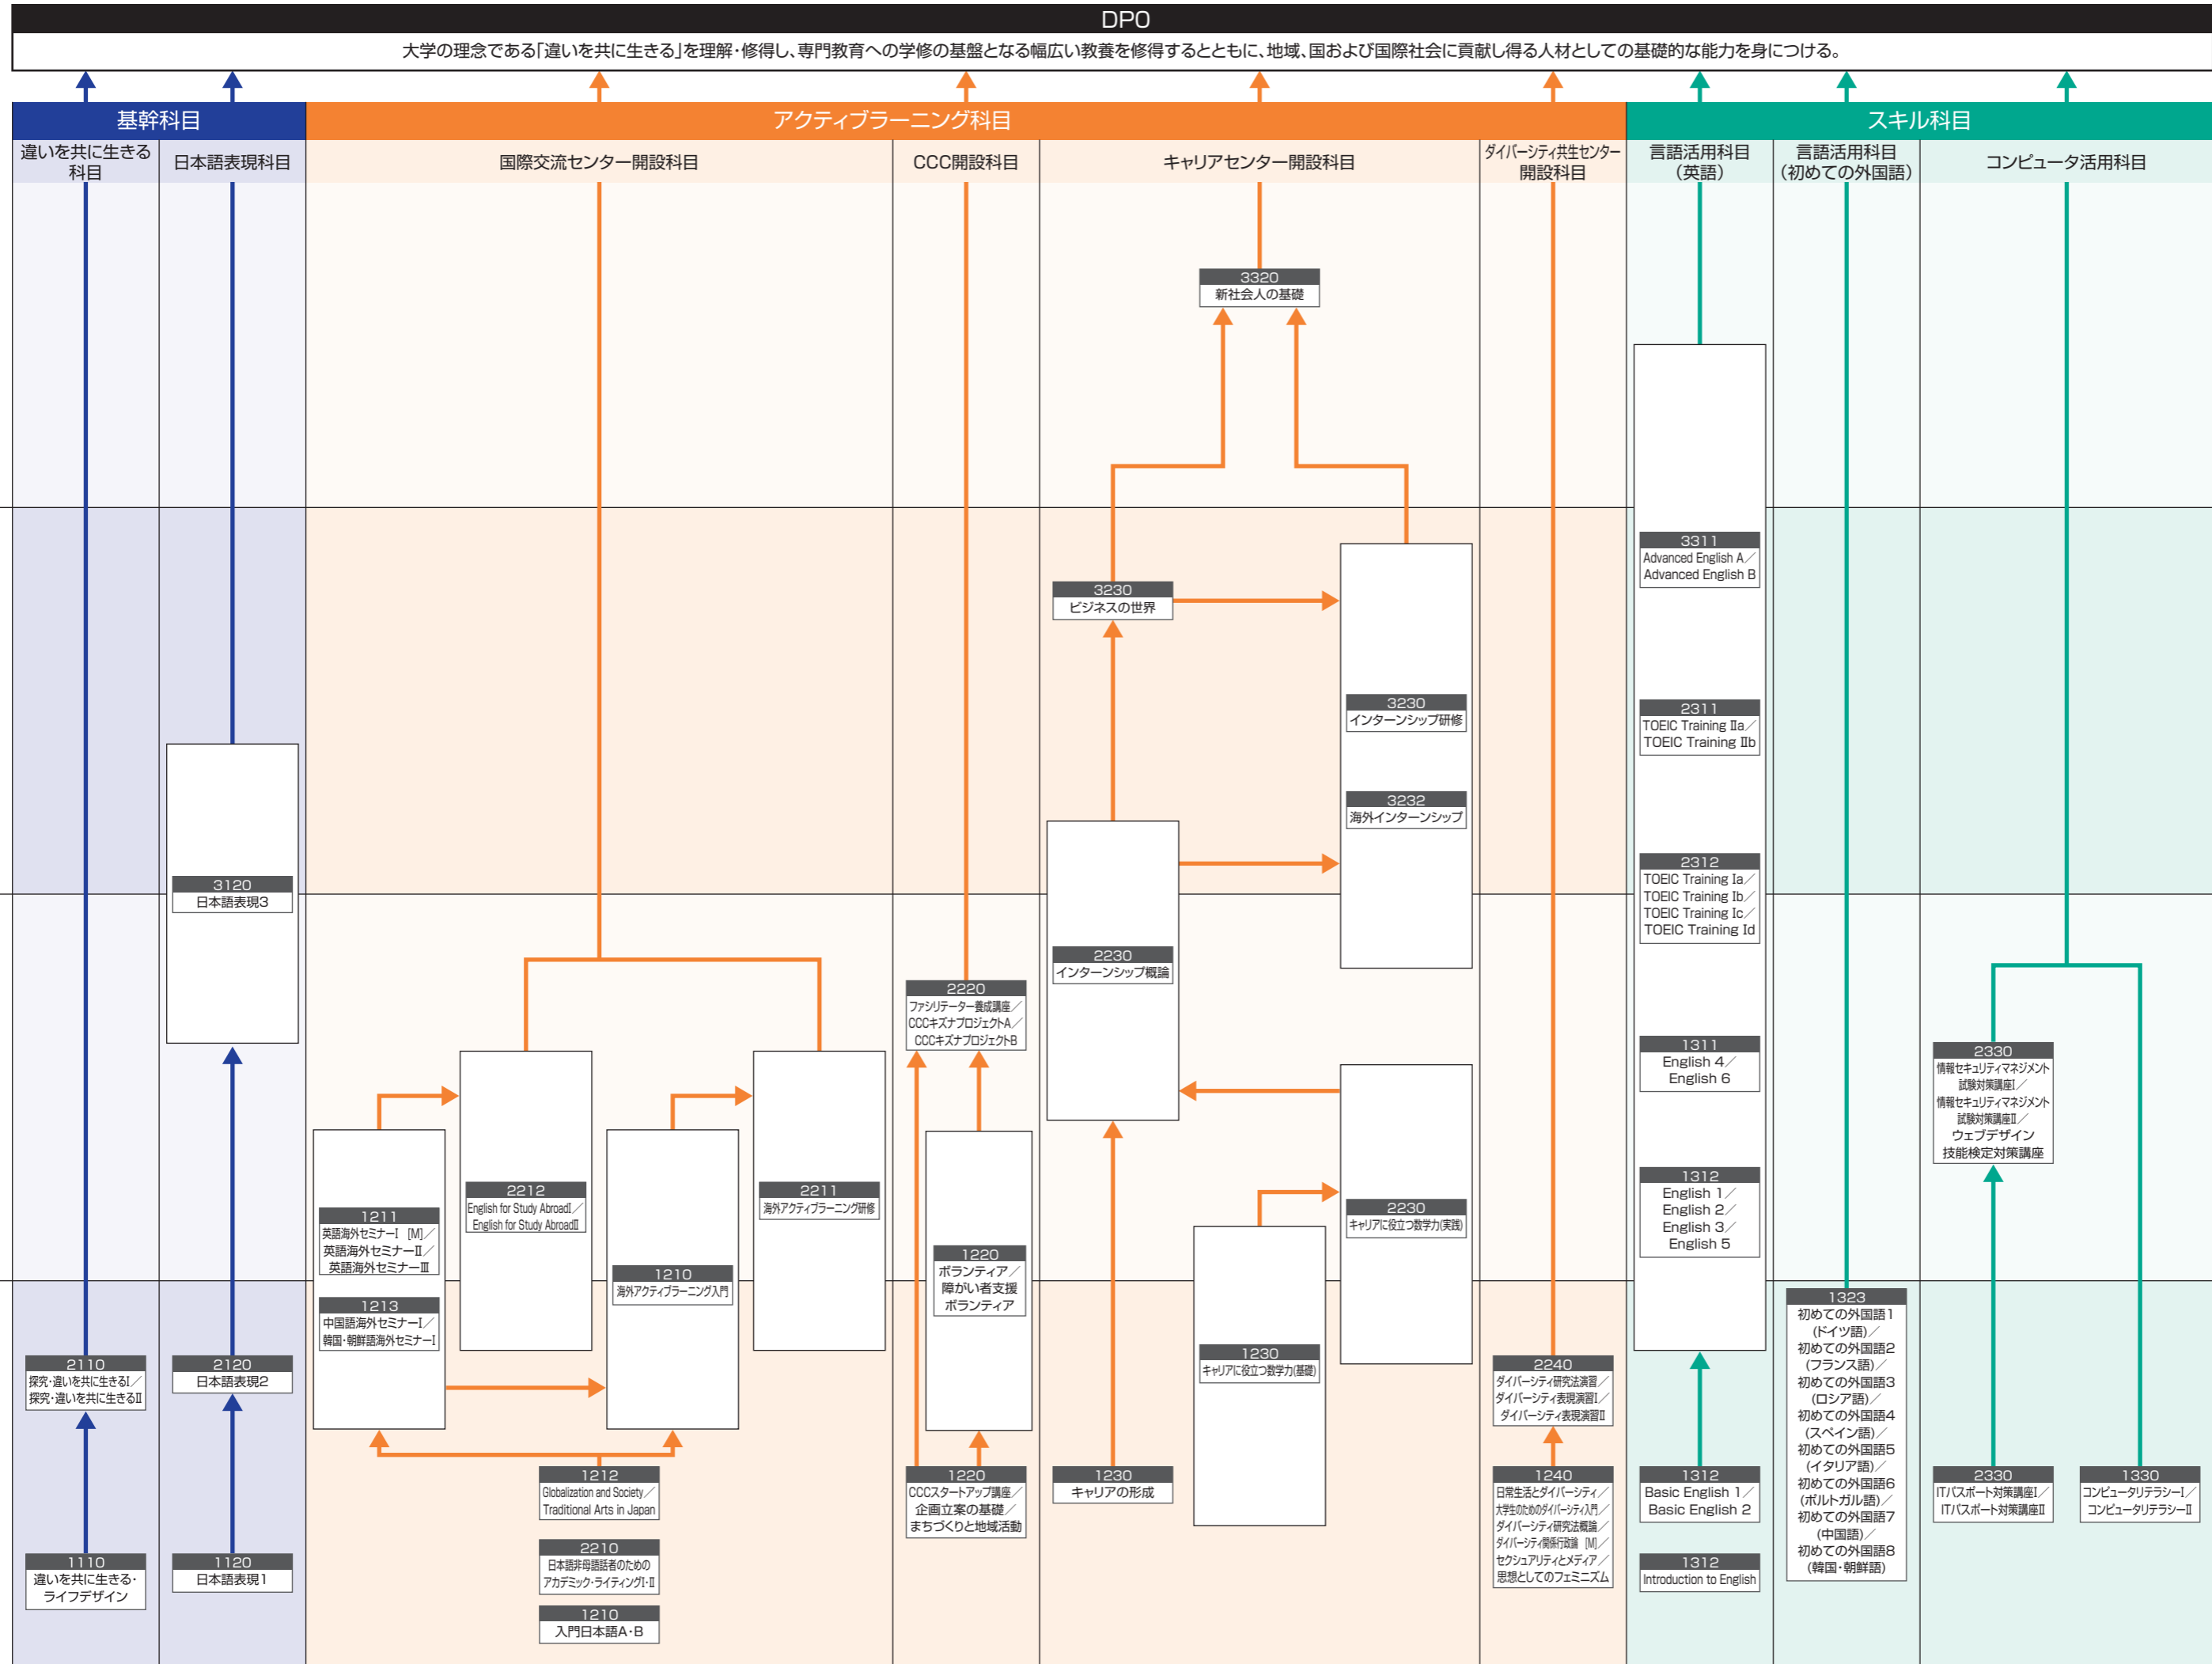 DP0
大学の理念である「違いを共に生きる」を理解・修得し、専門教育への学修の基盤となる幅広い教養を修得するとともに、地域、国および国際社会に貢献し得る人材としての基礎的な能力を身につける。
基幹科目
アクティブラーニング科目
スキル科目
違いを共に生きる
科目
日本語表現科目
国際交流センター開設科目
CCC開設科目
キャリアセンター開設科目
ダイバーシティ共生センター
開設科目
言語活用科目
(英語)
言語活用科目
(初めての外国語)
コンピュータ活用科目
2110
探究・違いを共に生きるI／
探究・違いを共に生きるII
1110
違いを共に生きる・
ライフデザイン
3120
日本語表現3
2120
日本語表現2
1120
日本語表現1
1211
英語海外セミナーI [M]／
英語海外セミナーII／
英語海外セミナーIII
1213
中国語海外セミナーI／
韓国・朝鮮語海外セミナーI
2212
English for Study AbroadI／
English for Study AbroadII
1210
海外アクティブラーニング入門
2211
海外アクティブラーニング研修
1212
Globalization and Society／
Traditional Arts in Japan
2210
日本語非母語話者のための
アカデミック・ライティングI・II
1210
入門日本語A・B
2220
ファシリテーター養成講座／
CCCキズナプロジェクトA／
CCCキズナプロジェクトB
1220
ボランティア／
障がい者支援
ボランティア
1220
CCCスタートアップ講座／
企画立案の基礎／
まちづくりと地域活動
3320
新社会人の基礎
3230
ビジネスの世界
3230
インターンシップ研修
3232
海外インターンシップ
2230
インターンシップ概論
2230
キャリアに役立つ数学力(実践)
1230
キャリアに役立つ数学力(基礎)
1230
キャリアの形成
2240
ダイバーシティ研究法演習／
ダイバーシティ表現演習I／
ダイバーシティ表現演習II
1240
日常生活とダイバーシティ／
大学生のためのダイバーシティ入門／
ダイバーシティ研究法概論／
ダイバーシティ関係行政論 [M]／
セクシュアリティとメディア／
思想としてのフェミニズム
3311
Advanced English A／
Advanced English B
2311
TOEIC Training IIa／
TOEIC Training IIb
2312
TOEIC Training Ia／
TOEIC Training Ib／
TOEIC Training Ic／
TOEIC Training Id
1311
English 4／
English 6
1312
English 1／
English 2／
English 3／
English 5
1312
Basic English 1／
Basic English 2
1312
Introduction to English
1323
初めての外国語1
(ドイツ語)／
初めての外国語2
(フランス語)／
初めての外国語3
(ロシア語)／
初めての外国語4
(スペイン語)／
初めての外国語5
(イタリア語)／
初めての外国語6
(ポルトガル語)／
初めての外国語7
(中国語)／
初めての外国語8
(韓国・朝鮮語)
2330
情報セキュリティマネジメント
試験対策講座I／
情報セキュリティマネジメント
試験対策講座II／
ウェブデザイン
技能検定対策講座
2330
ITパスポート対策講座I／
ITパスポート対策講座II
1330
コンピュータリテラシーI／
コンピュータリテラシーII